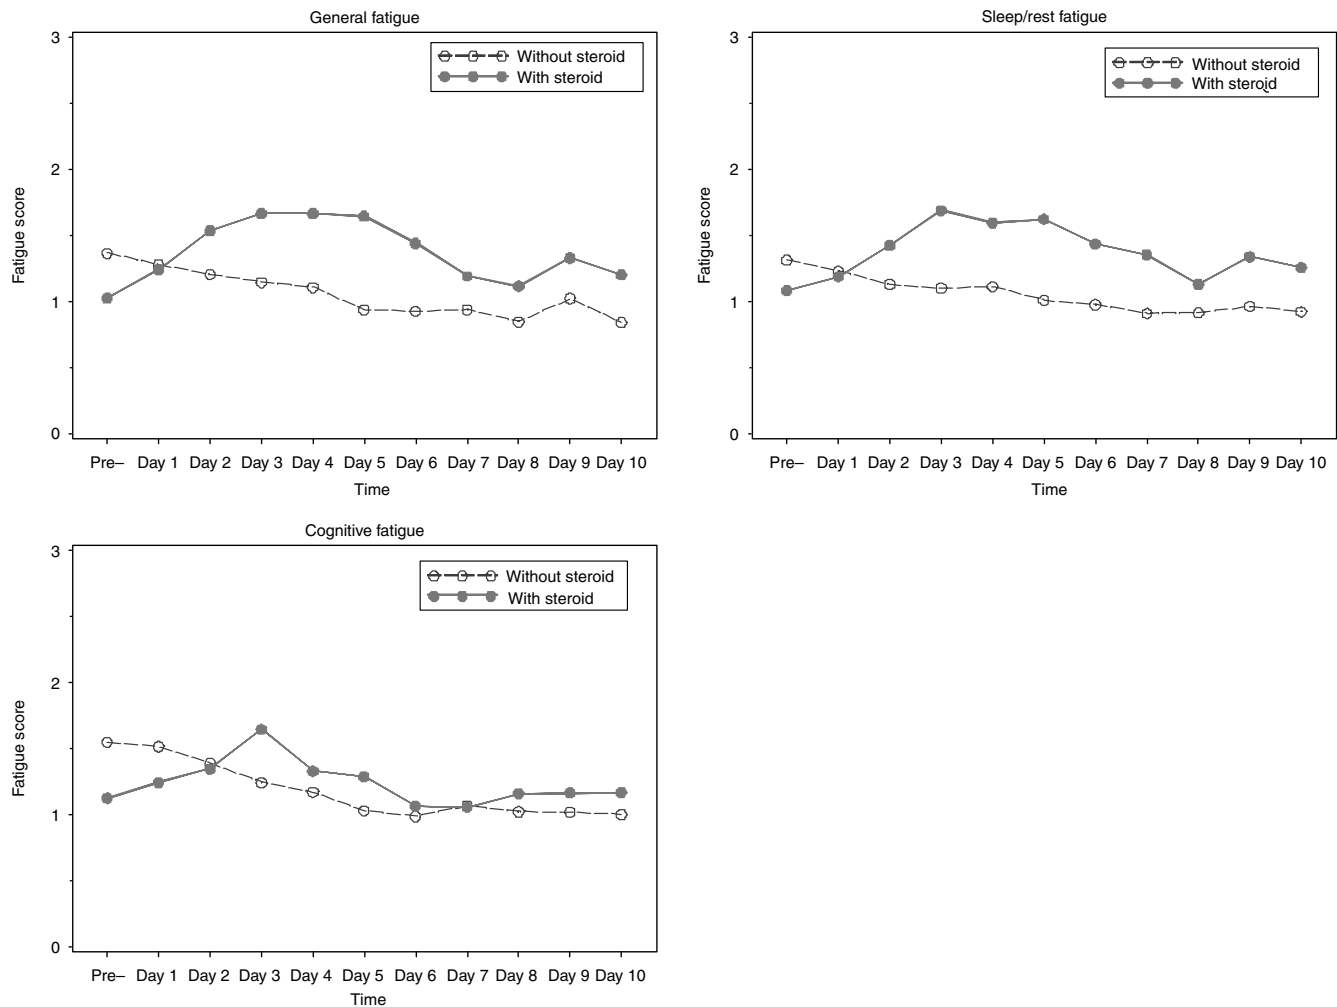 General fatigue
3
2
1
0
Fatigue score
Without steroid
With steroid
Pre– Day 1 Day 2 Day 3 Day 4 Day 5 Day 6 Day 7 Day 8 Day 9 Day 10
Time
Sleep/rest fatigue
3
2
1
0
Fatigue score
Without steroid
With steroid
Pre– Day 1 Day 2 Day 3 Day 4 Day 5 Day 6 Day 7 Day 8 Day 9 Day 10
Time
Cognitive fatigue
3
2
1
0
Fatigue score
Without steroid
With steroid
Pre– Day 1 Day 2 Day 3 Day 4 Day 5 Day 6 Day 7 Day 8 Day 9 Day 10
Time